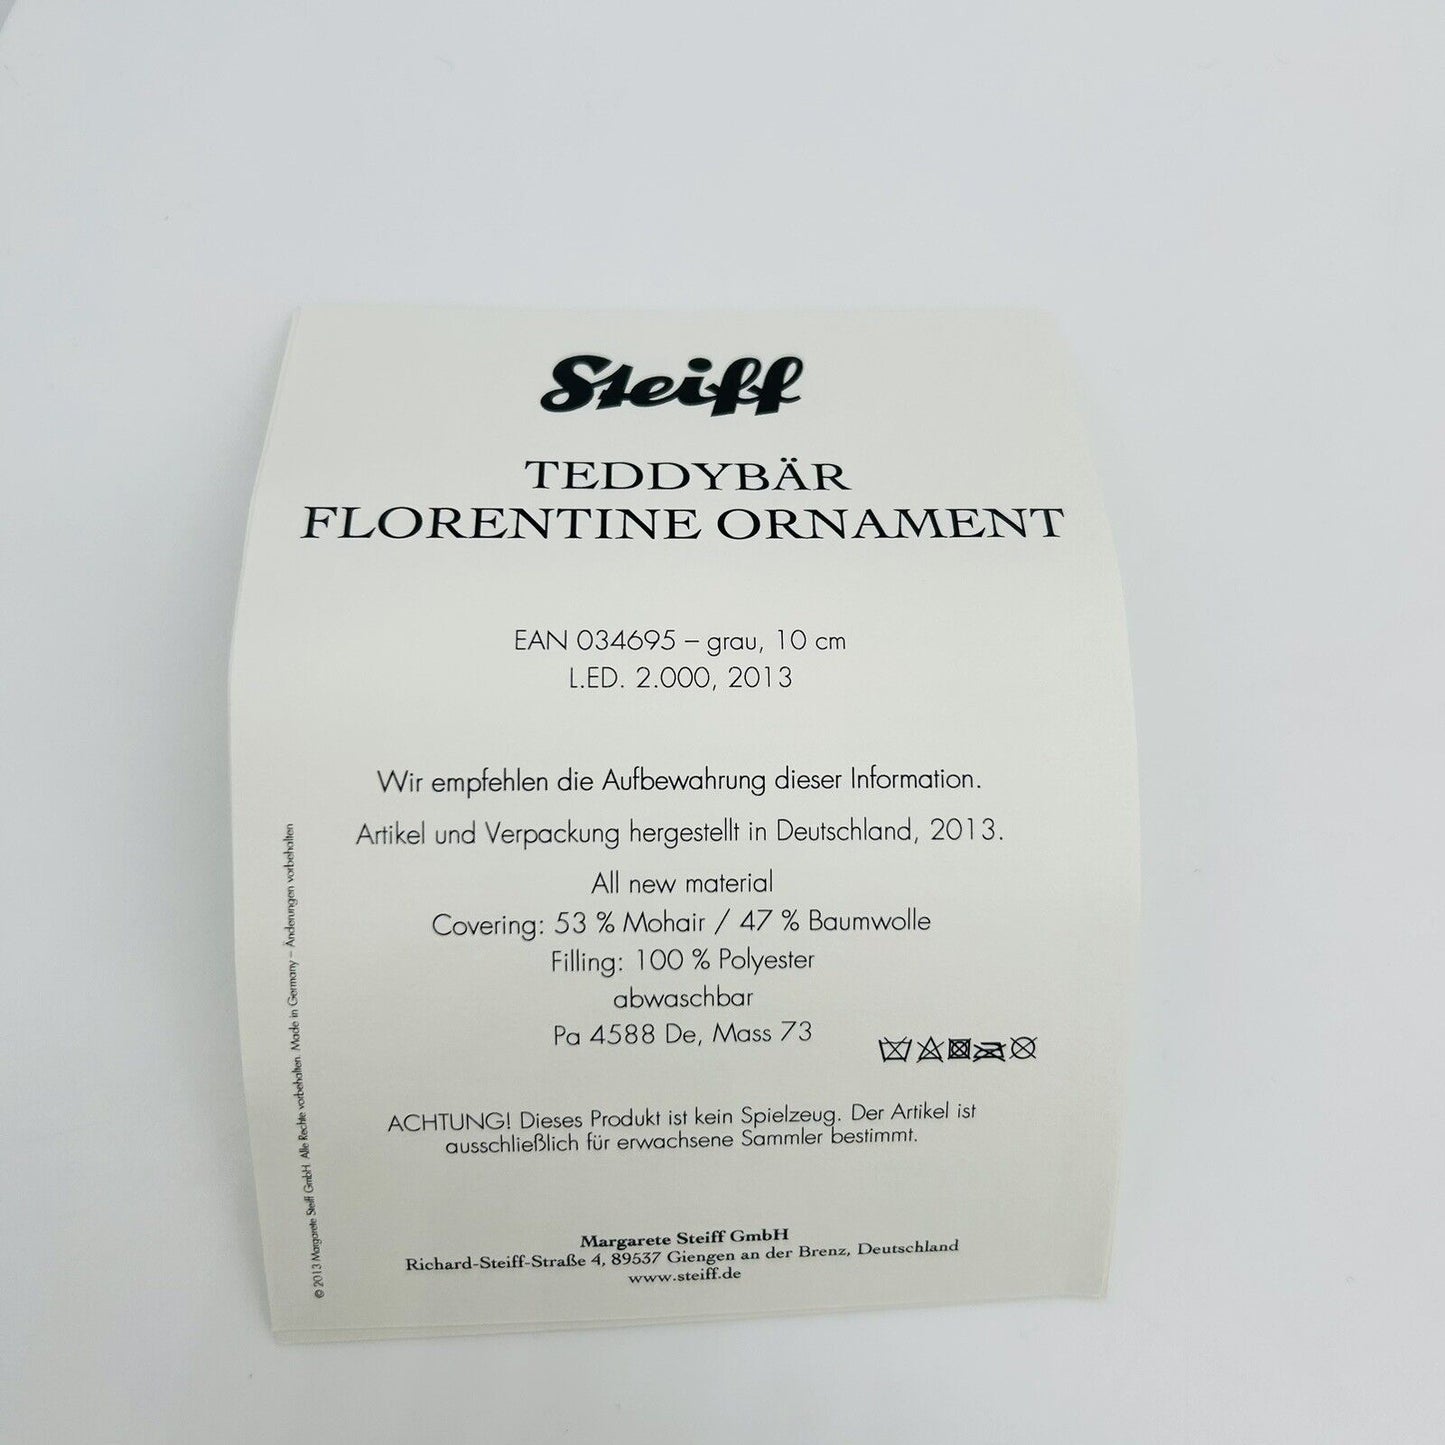 Steiff
TEDDYBÄR
FLORENTINE ORNAMENT
EAN 034695 – grau, 10 cm
L.ED. 2.000, 2013
Wir empfehlen die Aufbewahrung dieser Information.
Artikel und Verpackung hergestellt in Deutschland, 2013.
All new material
Covering: 53 % Mohair / 47 % Baumwolle
Filling: 100 % Polyester
abwaschbar
Pa 4588 De, Mass 73
ACHTUNG! Dieses Produkt ist kein Spielzeug. Der Artikel ist
ausschließlich für erwachsene Sammler bestimmt.
Margarete Steiff GmbH
Richard-Steiff-Straße 4, 89537 Giengen an der Brenz, Deutschland
www.steiff.de
© 2013 Margarete Steiff GmbH. Alle Rechte vorbehalten. Made in Germany – Änderungen vorbehalten